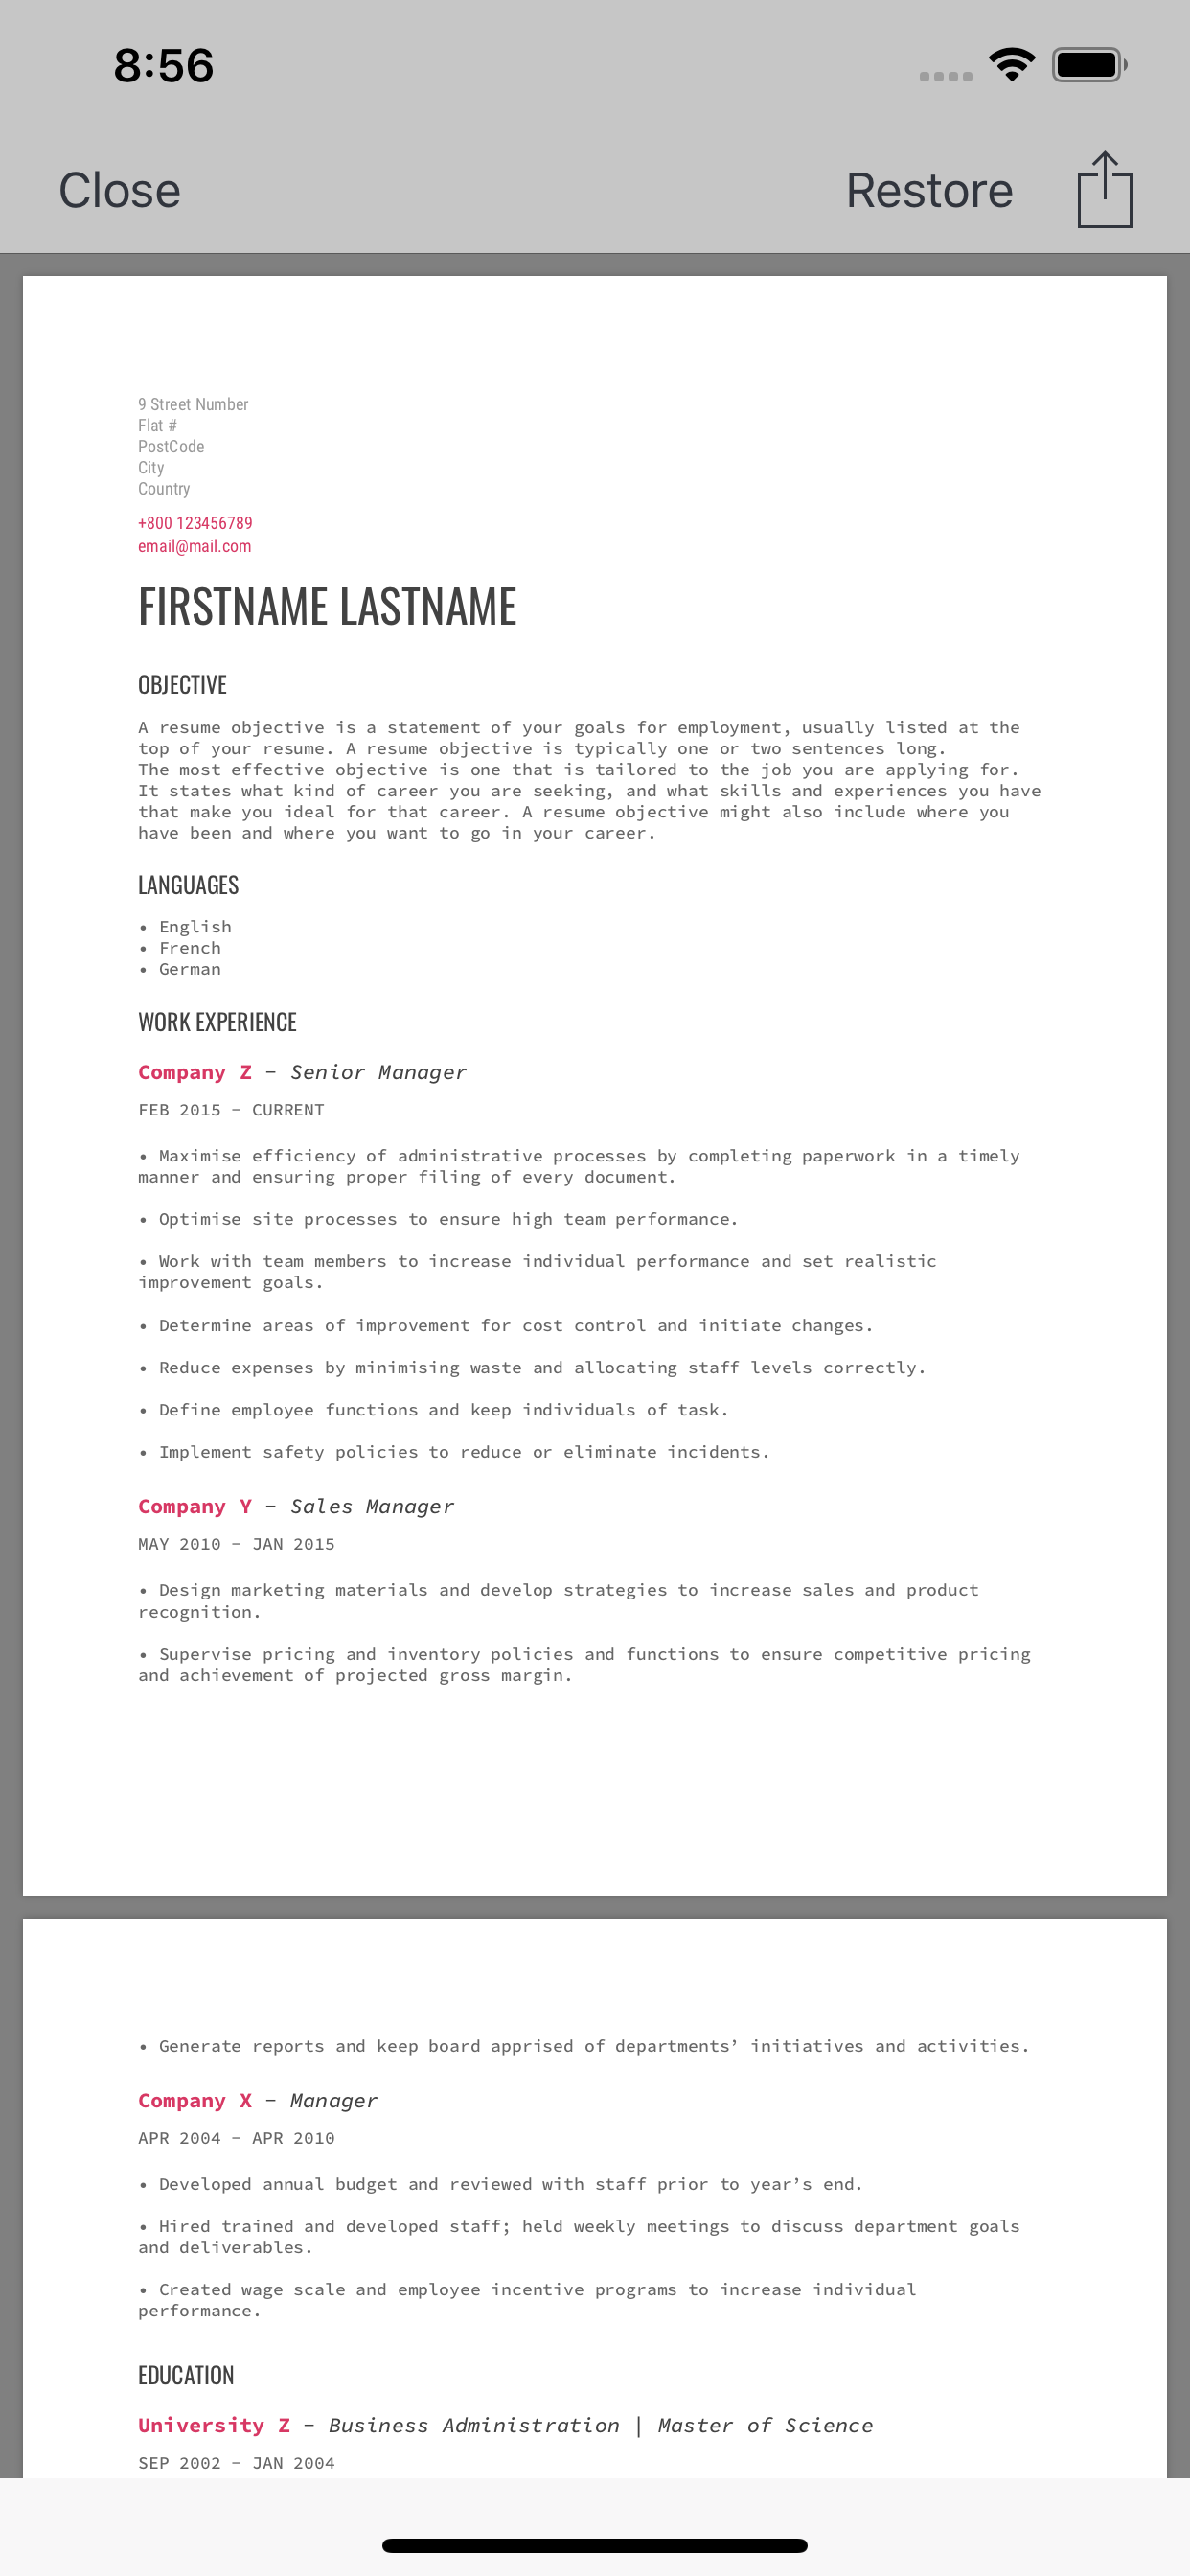 8:56
Close
Restore
9 Street Number
Flat #
PostCode
City
Country
+800 123456789
email@mail.com
FIRSTNAME LASTNAME
OBJECTIVE
A resume objective is a statement of your goals for employment, usually listed at the
top of your resume. A resume objective is typically one or two sentences long.
The most effective objective is one that is tailored to the job you are applying for.
It states what kind of career you are seeking, and what skills and experiences you have
that make you ideal for that career. A resume objective might also include where you
have been and where you want to go in your career.
LANGUAGES
• English
• French
• German
WORK EXPERIENCE
Company Z – Senior Manager
FEB 2015 – CURRENT
• Maximise efficiency of administrative processes by completing paperwork in a timely
manner and ensuring proper filing of every document.
• Optimise site processes to ensure high team performance.
• Work with team members to increase individual performance and set realistic
improvement goals.
• Determine areas of improvement for cost control and initiate changes.
• Reduce expenses by minimising waste and allocating staff levels correctly.
• Define employee functions and keep individuals of task.
• Implement safety policies to reduce or eliminate incidents.
Company Y – Sales Manager
MAY 2010 – JAN 2015
• Design marketing materials and develop strategies to increase sales and product
recognition.
• Supervise pricing and inventory policies and functions to ensure competitive pricing
and achievement of projected gross margin.
• Generate reports and keep board apprised of departments’ initiatives and activities.
Company X – Manager
APR 2004 – APR 2010
• Developed annual budget and reviewed with staff prior to year’s end.
• Hired trained and developed staff; held weekly meetings to discuss department goals
and deliverables.
• Created wage scale and employee incentive programs to increase individual
performance.
EDUCATION
University Z – Business Administration | Master of Science
SEP 2002 – JAN 2004